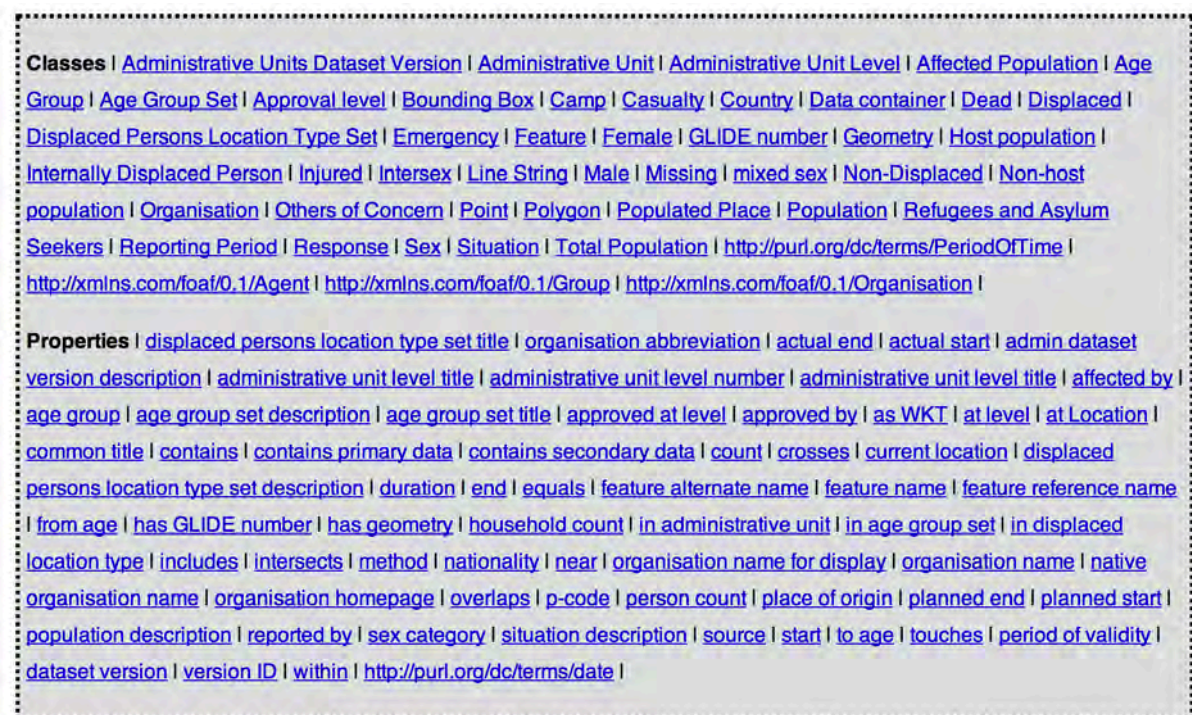 Classes | Administrative Units Dataset Version | Administrative Unit | Administrative Unit Level | Affected Population | Age
Group | Age Group Set | Approval level | Bounding Box | Camp | Casualty | Country | Data container | Dead | Displaced |
Displaced Persons Location Type Set | Emergency | Feature | Female | GLIDE number | Geometry | Host population |
Internally Displaced Person | Injured | Intersex | Line String | Male | Missing | mixed sex | Non-Displaced | Non-host
population | Organisation | Others of Concern | Point | Polygon | Populated Place | Population | Refugees and Asylum
Seekers | Reporting Period | Response | Sex | Situation | Total Population | http://purl.org/dc/terms/PeriodOfTime |
http://xmlns.com/foaf/0.1/Agent | http://xmlns.com/foaf/0.1/Group | http://xmlns.com/foaf/0.1/Organisation |
Properties | displaced persons location type set title | organisation abbreviation | actual end | actual start | admin dataset
version description | administrative unit level title | administrative unit level number | administrative unit level title | affected by |
age group | age group set description | age group set title | approved at level | approved by | as WKT | at level | at Location |
common title | contains | contains primary data | contains secondary data | count | crosses | current location | displaced
persons location type set description | duration | end | equals | feature alternate name | feature name | feature reference name
| from age | has GLIDE number | has geometry | household count | in administrative unit | in age group set | in displaced
location type | includes | intersects | method | nationality | near | organisation name for display | organisation name | native
organisation name | organisation homepage | overlaps | p-code | person count | place of origin | planned end | planned start |
population description | reported by | sex category | situation description | source | start | to age | touches | period of validity |
dataset version | version ID | within | http://purl.org/dc/terms/date |